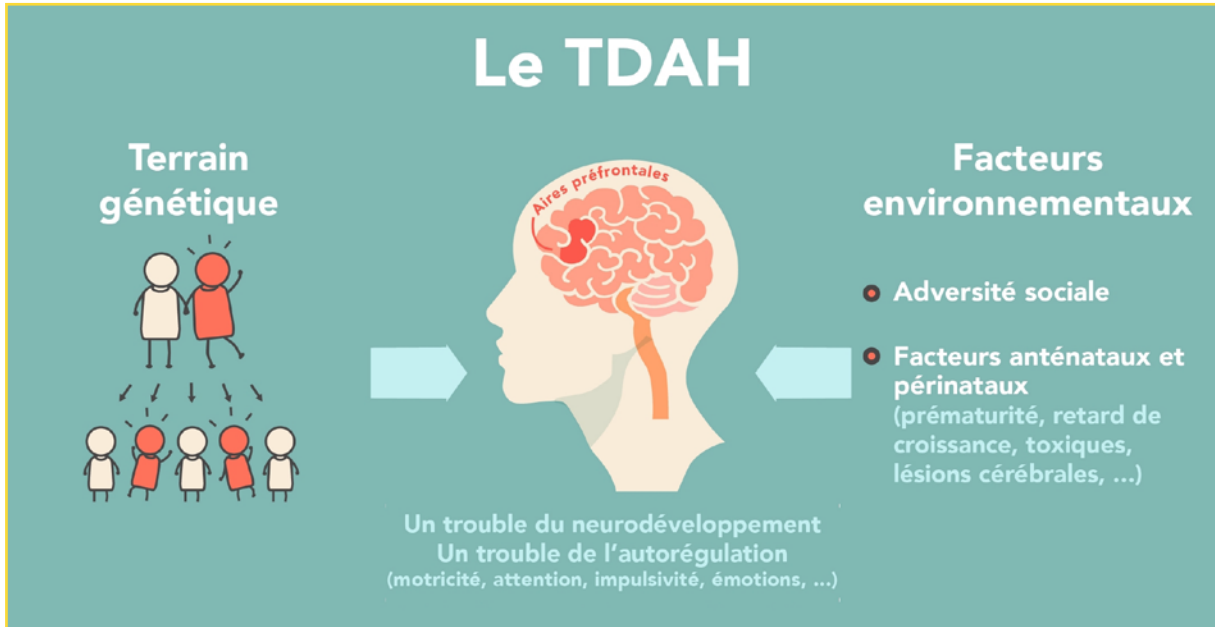 Le TDAH
Terrain
génétique
Aires préfrontales
Facteurs
environnementaux
Adversité sociale
Facteurs anténataux et
périnataux
(prématurité, retard de
croissance, toxiques,
lésions cérébrales, ...)
Un trouble du neurodéveloppement
Un trouble de l'autorégulation
(motricité, attention, impulsivité, émotions, ...)